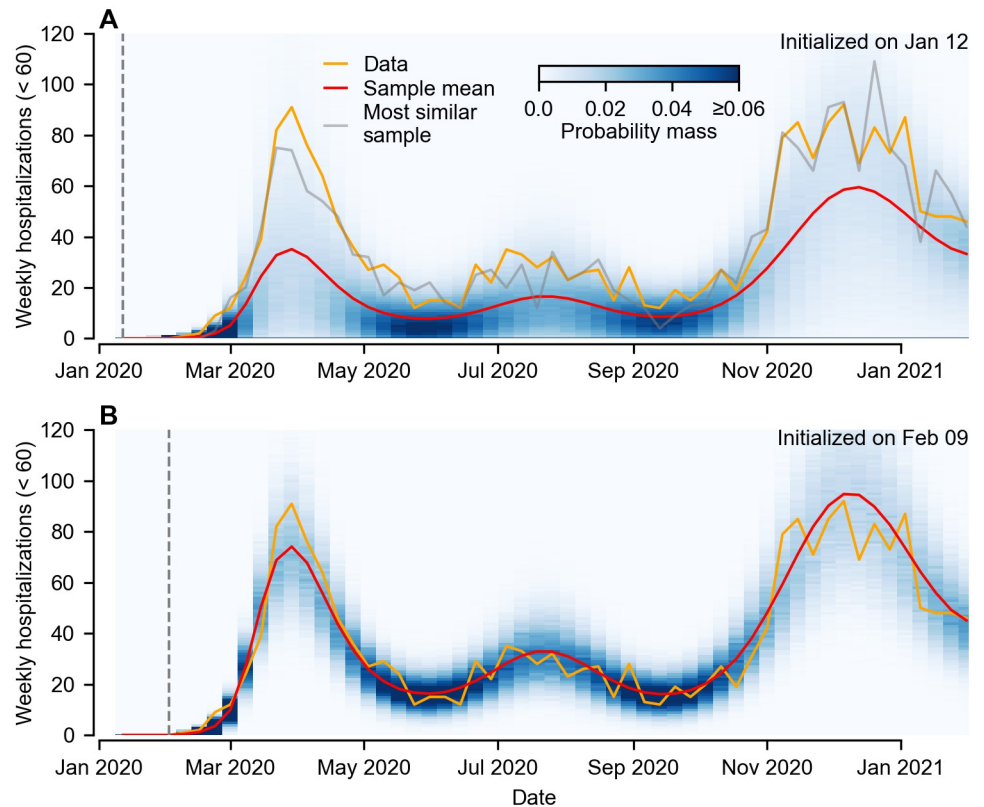 A
Initialized on Jan 12
Weekly hospitalizations (< 60)
120
100
80
60
40
20
0
Data
Sample mean
Most similar
sample
0.0 0.02 0.04 ≥0.06
Probability mass
Jan 2020 Mar 2020 May 2020 Jul 2020 Sep 2020 Nov 2020 Jan 2021
B
Initialized on Feb 09
Weekly hospitalizations (< 60)
120
100
80
60
40
20
0
Jan 2020 Mar 2020 May 2020 Jul 2020 Sep 2020 Nov 2020 Jan 2021
Date